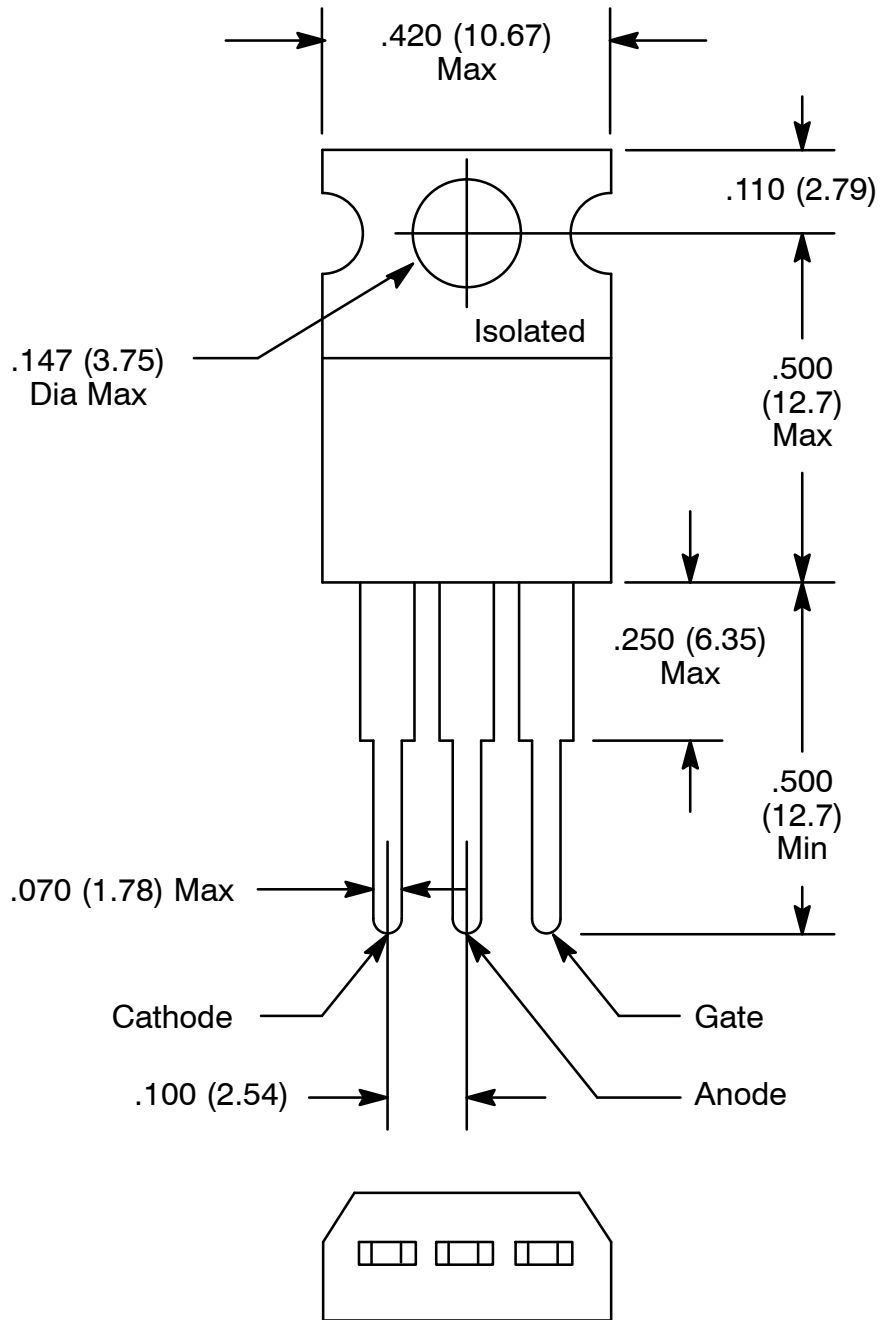 .420 (10.67)
Max
.110 (2.79)
Isolated
.147 (3.75)
Dia Max
.500
(12.7)
Max
.250 (6.35)
Max
.500
(12.7)
Min
.070 (1.78) Max
Cathode
Gate
.100 (2.54)
Anode